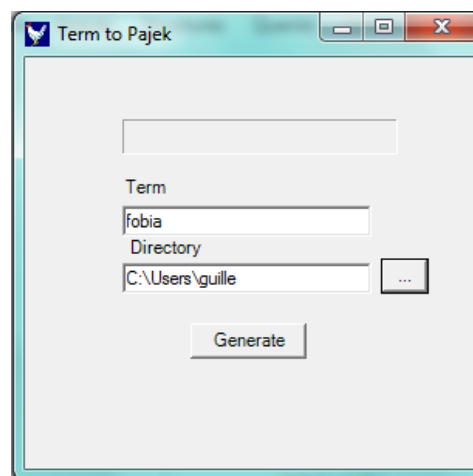 Term to Pajek
Term
fobia
Directory
C:\Users\guille
...
Generate